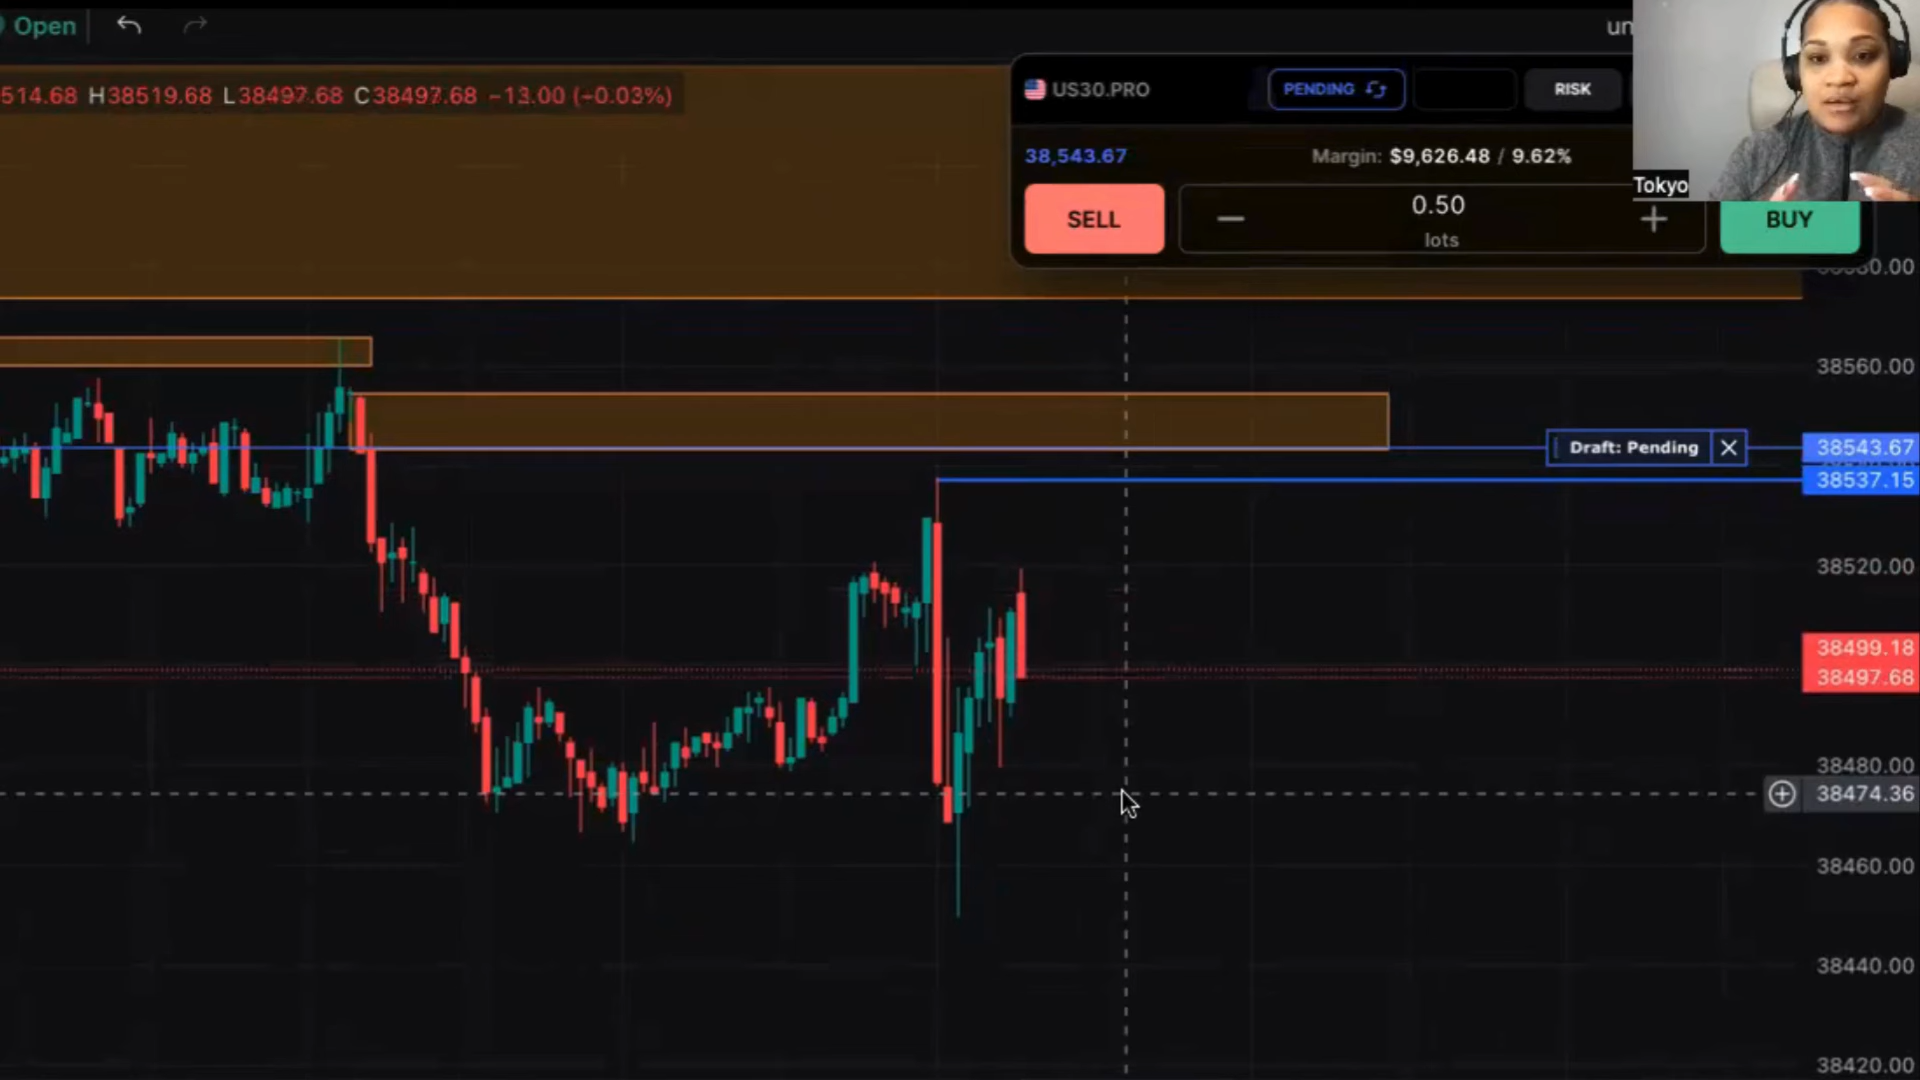 Open
un
514.68 H38519.68 L38497.68 C38497.68 −13.00 (−0.03%)
US30.PRO
PENDING
RISK
38,543.67
Margin: $9,626.48 / 9.62%
Tokyo
SELL
0.50
lots
BUY
38560.00
Draft: Pending
38543.67
38537.15
38520.00
38499.18
38497.68
38480.00
38474.36
38460.00
38440.00
38420.00